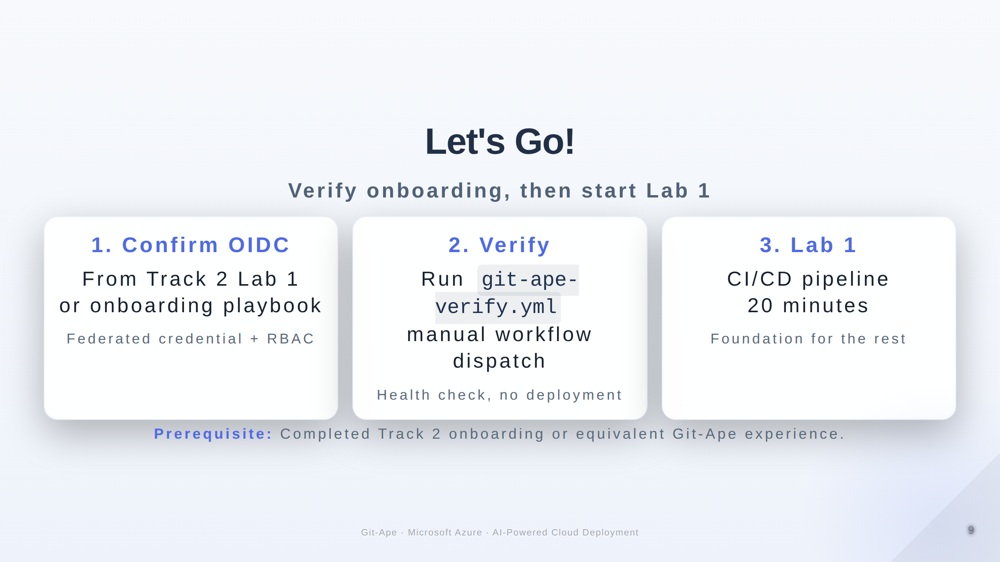 Let's Go!
Verify onboarding, then start Lab 1
1. Confirm OIDC
From Track 2 Lab 1
or onboarding playbook
Federated credential + RBAC
2. Verify
Run git-ape-
verify.yml
manual workflow
dispatch
Health check, no deployment
3. Lab 1
CI/CD pipeline
20 minutes
Foundation for the rest
Prerequisite: Completed Track 2 onboarding or equivalent Git-Ape experience.
Git-Ape · Microsoft Azure · AI-Powered Cloud Deployment
9